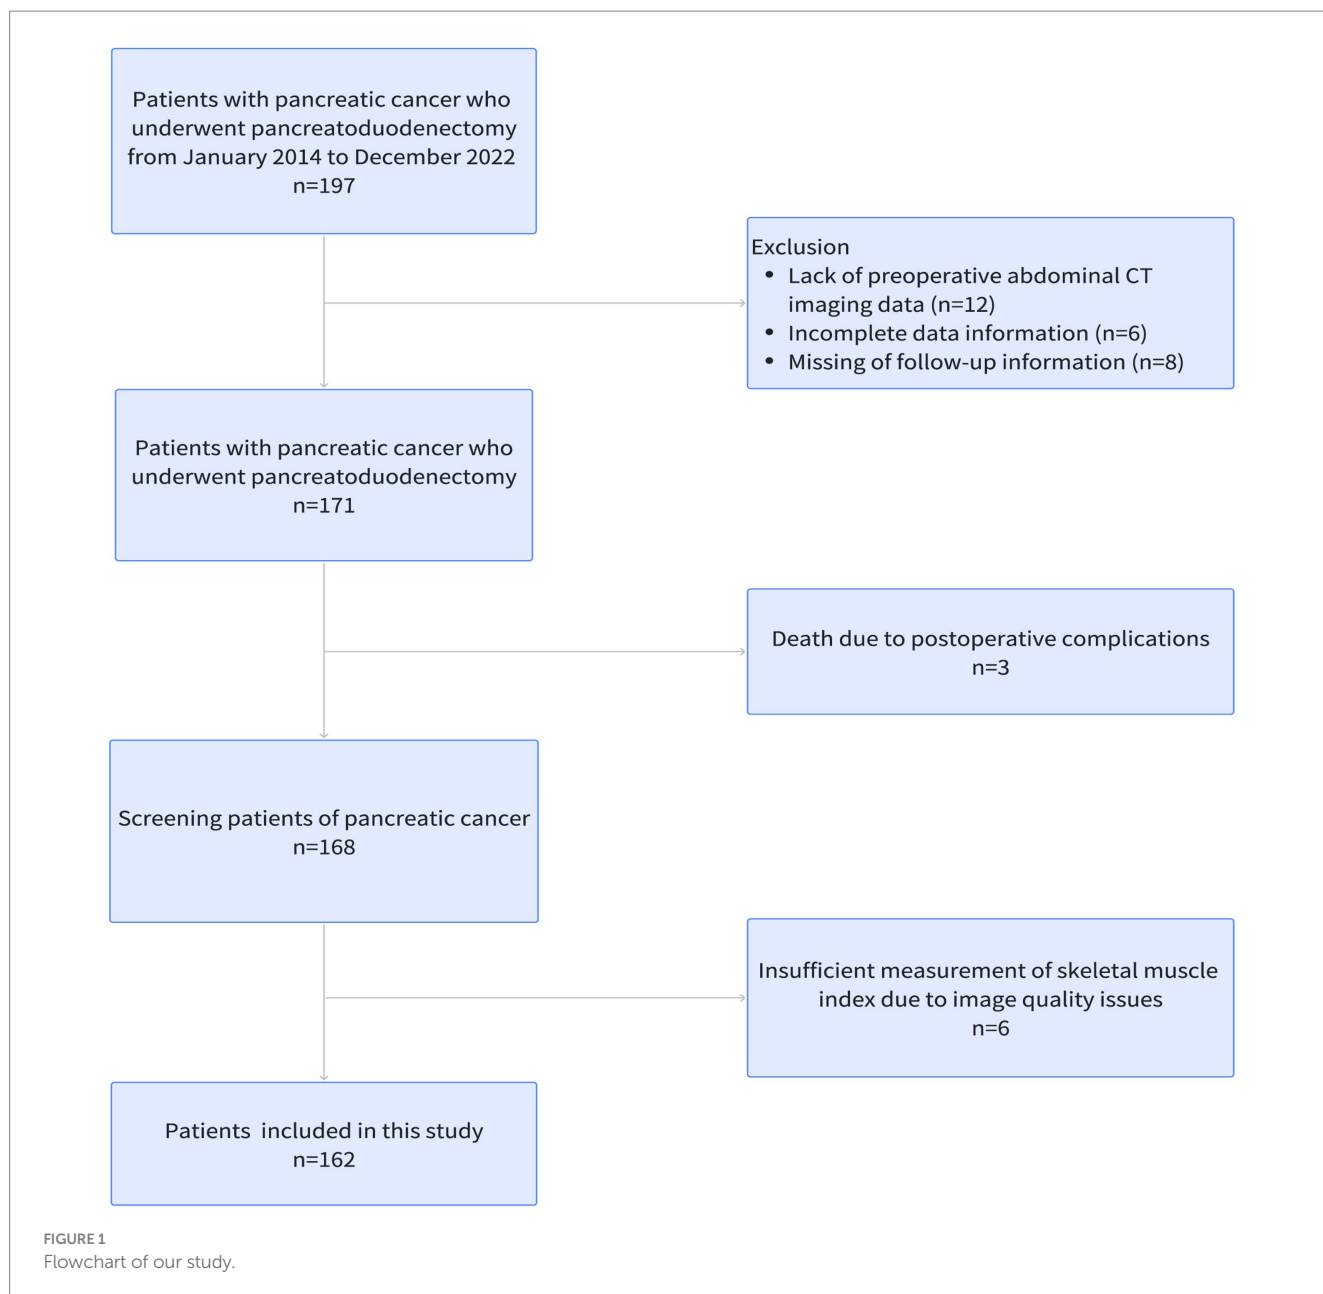 Patients with pancreatic cancer who
underwent pancreatoduodenectomy
from January 2014 to December 2022
n=197
Exclusion
• Lack of preoperative abdominal CT
imaging data (n=12)
• Incomplete data information (n=6)
• Missing of follow-up information (n=8)
Patients with pancreatic cancer who
underwent pancreatoduodenectomy
n=171
Death due to postoperative complications
n=3
Screening patients of pancreatic cancer
n=168
Insufficient measurement of skeletal muscle
index due to image quality issues
n=6
Patients included in this study
n=162
FIGURE 1
Flowchart of our study.